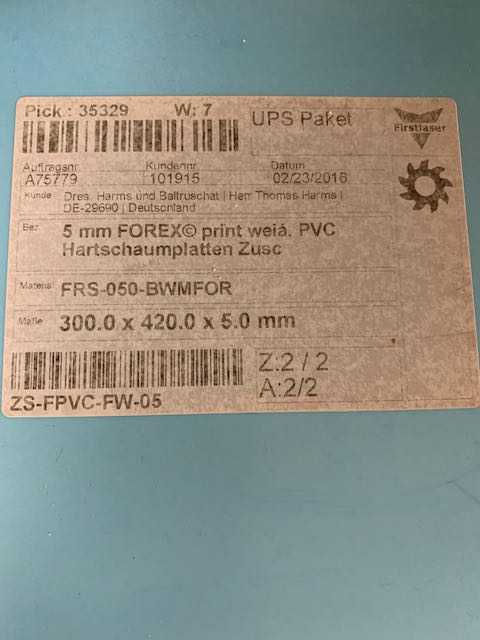 Pick.: 35329 W: 7
UPS Paket
Firstlaser
Auftragsnr. Kundennr. Datum
A75779 101915 02/23/2018
Kunde Dres. Harms und Baltruschat | Herr Thomas Harms |
DE-29690 | Deutschland
Bez 5 mm FOREX© print weiá. PVC
Hartschaumplatten Zusc
Material FRS-050-BWMFOR
Maße 300.0 x 420.0 x 5.0 mm
ZS-FPVC-FW-05
Z:2 / 2
A:2/2